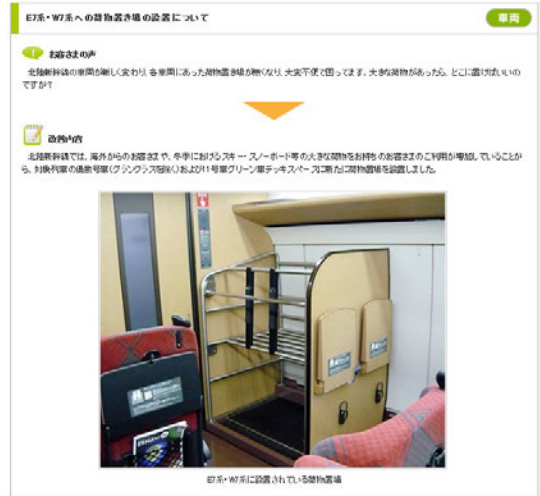 E7系・W7系への荷物置き場の設置について
車両
お客さまの声
北陸新幹線の車両が新しく変わり、各車両にあった荷物置き場が無くなり、大変不便で困ってます。大きな荷物があったら、どこに置けばいいの
ですか?
改善内容
北陸新幹線では、海外からのお客さまや、冬季におけるスキー・スノーボード等の大きな荷物をお持ちのお客さまのご利用が増加していることか
ら、対象列車の偶数号車(グランクラスを除く)および11号車グリーン車デッキスペースに新たに荷物置場を設置しました。
E7系・W7系に設置されている荷物置場